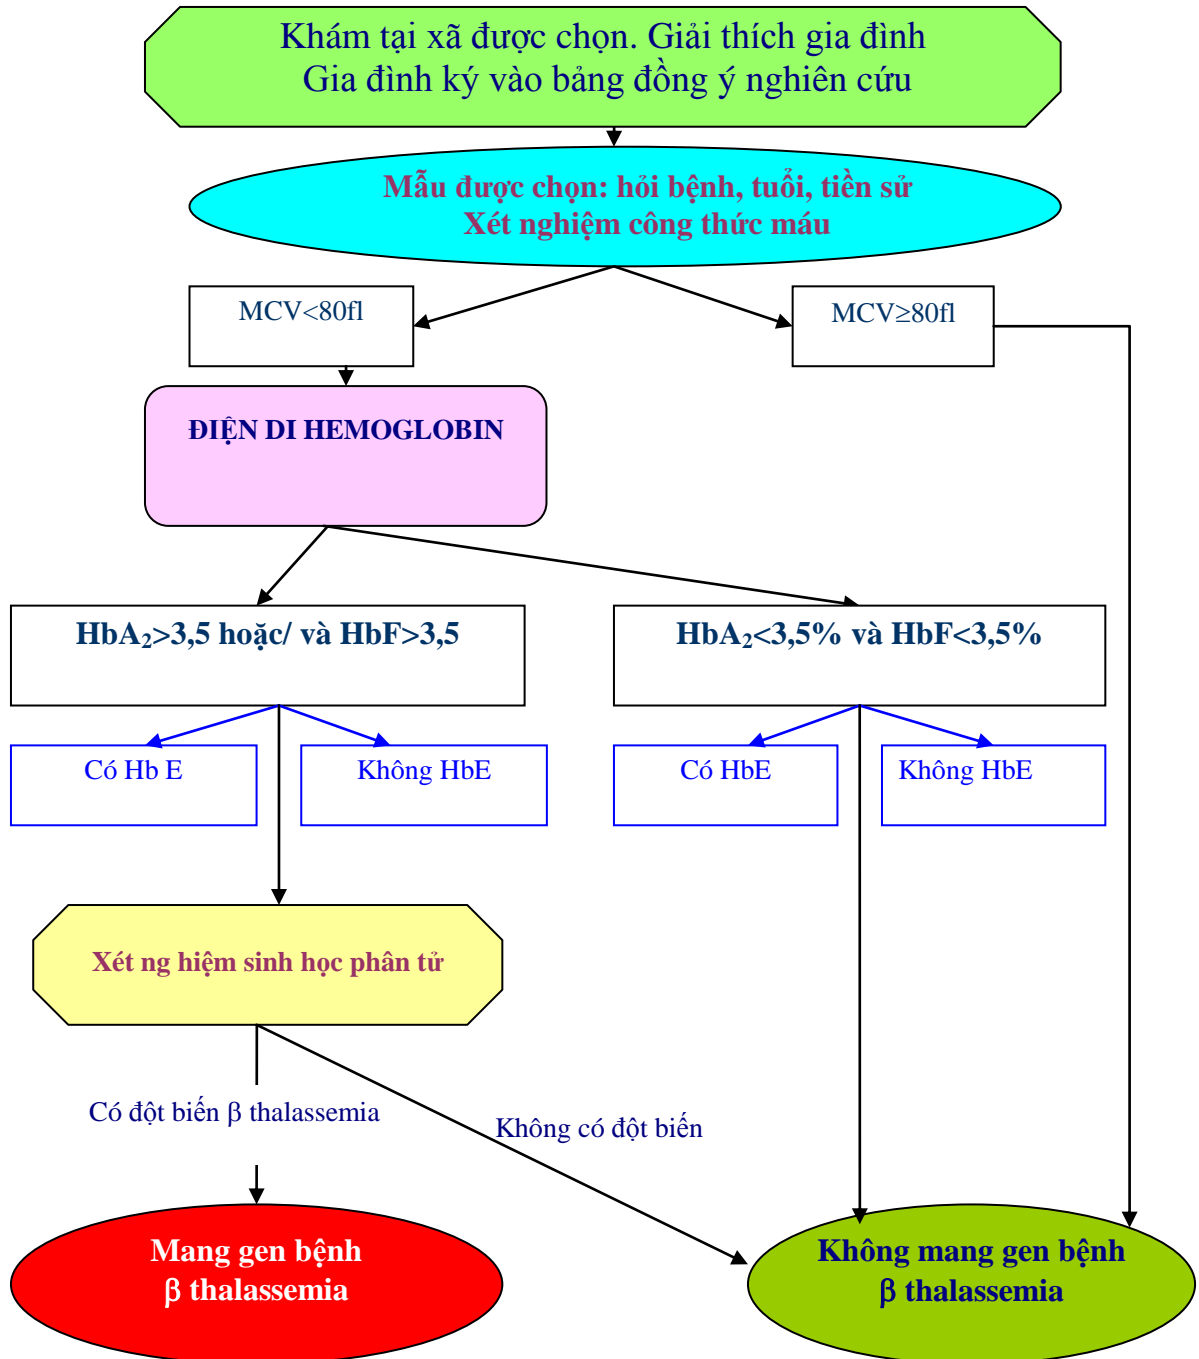 Khám tại xã được chọn. Giải thích gia đình
Gia đình ký vào bảng đồng ý nghiên cứu
Mẫu được chọn: hỏi bệnh, tuổi, tiền sử
Xét nghiệm công thức máu
MCV<80fl
MCV≥80fl
ĐIỆN DI HEMOGLOBIN
HbA₂>3,5 hoặc/ và HbF>3,5
HbA₂<3,5% và HbF<3,5%
Có Hb E
Không HbE
Có HbE
Không HbE
Xét ng hiệm sinh học phân tử
Có đột biến β thalassemia
Không có đột biến
Mang gen bệnh
β thalassemia
Không mang gen bệnh
β thalassemia